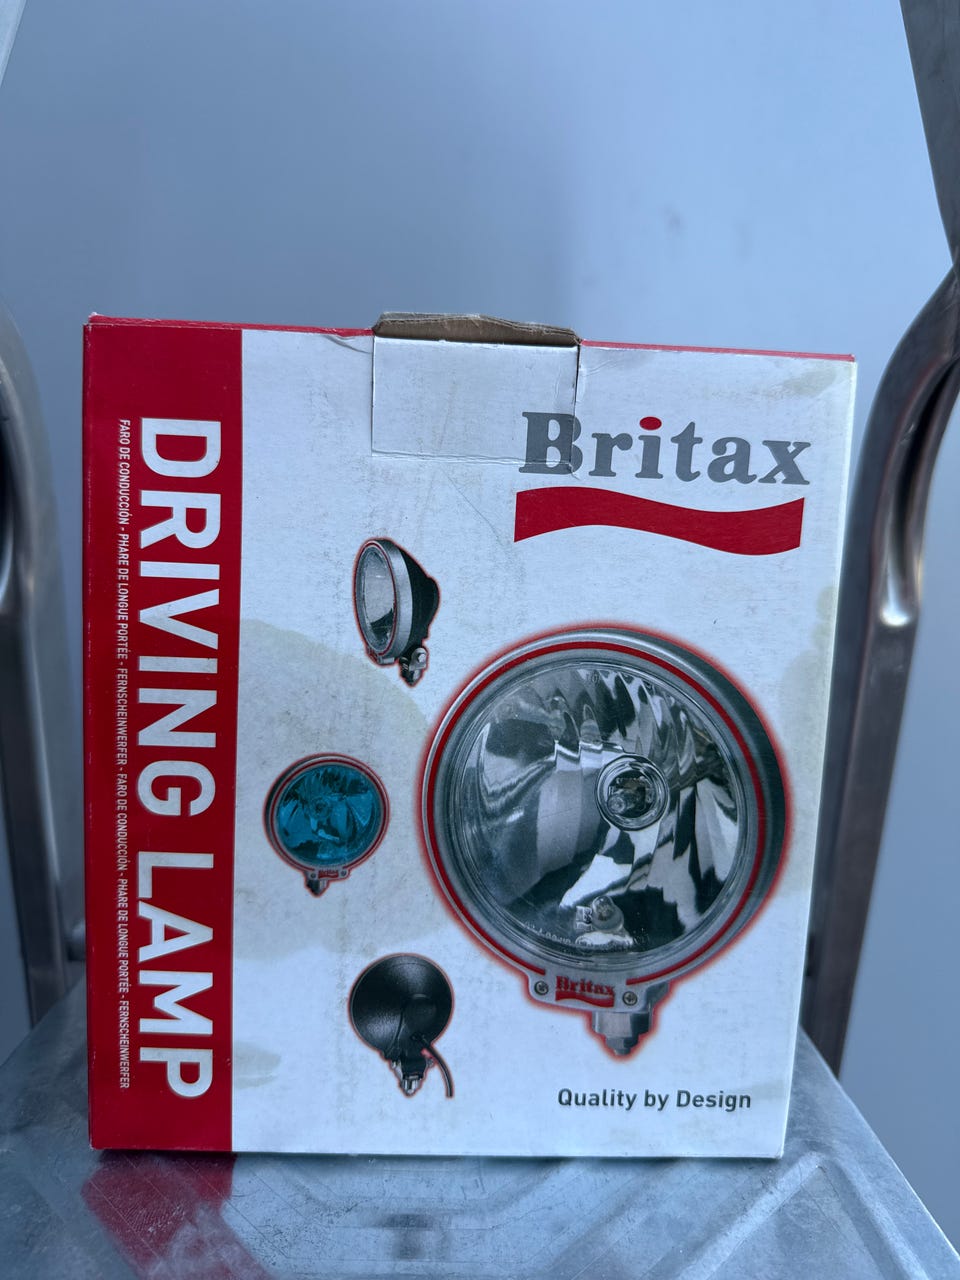 Britax
DRIVING LAMP
FARO DE CONDUCCIÓN - PHARE DE LONGUE PORTÉE - FERNSCHEINWERFER - FARO DE CONDUCCIÓN - PHARE DE LONGUE PORTÉE - FERNSCHEINWERFER
Britax
Britax
Quality by Design